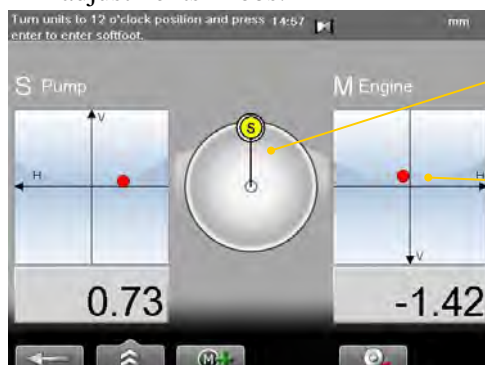 Turn units to 12 o'clock position and press 14:57 mm
enter to enter softfoot.
S Pump
M Engine
S
V
H
H
V
0.73
-1.42
M